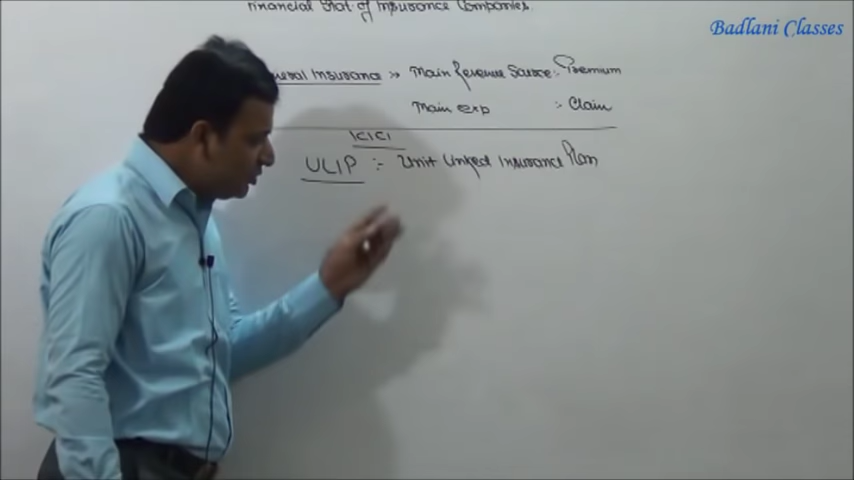 Financial Stat of Insurance Companies.
Badlani Classes
neral Insurance :- Main Revenue Source :- Premium
Main exp :- Claim
ICICI
ULIP :- Unit Linked Insurance Plan